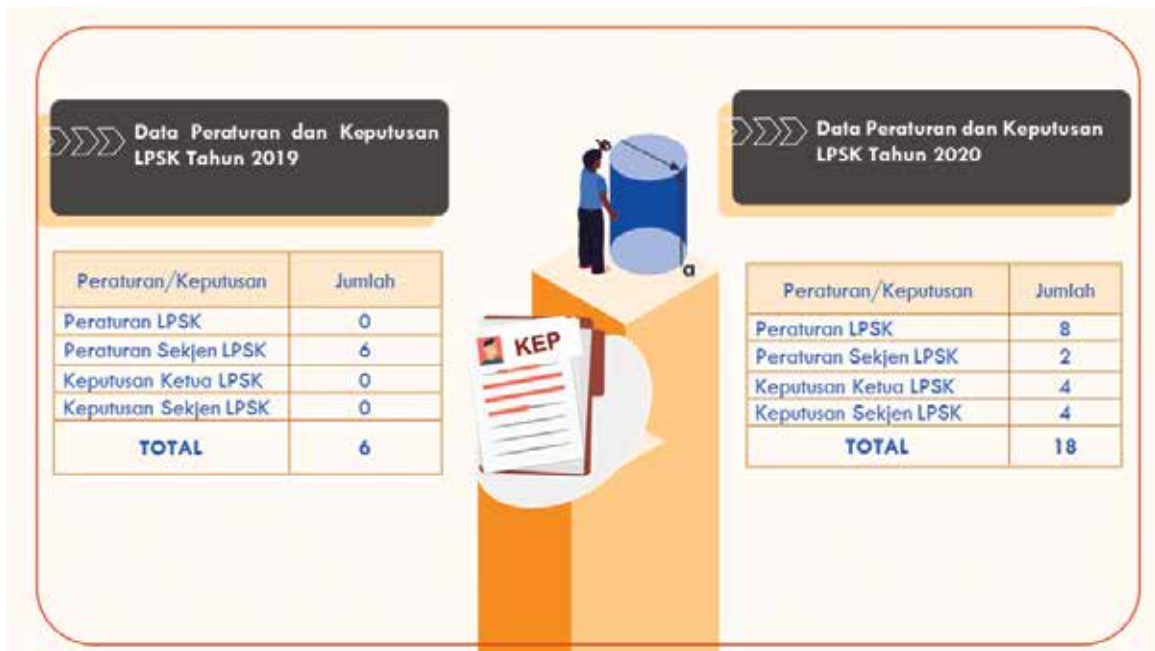 Data Peraturan dan Keputusan
LPSK Tahun 2019
Peraturan/Keputusan Jumlah
Peraturan LPSK 0
Peraturan Sekjen LPSK 6
Keputusan Ketua LPSK 0
Keputusan Sekjen LPSK 0
TOTAL 6
KEP
a
Data Peraturan dan Keputusan
LPSK Tahun 2020
Peraturan/Keputusan Jumlah
Peraturan LPSK 8
Peraturan Sekjen LPSK 2
Keputusan Ketua LPSK 4
Keputusan Sekjen LPSK 4
TOTAL 18